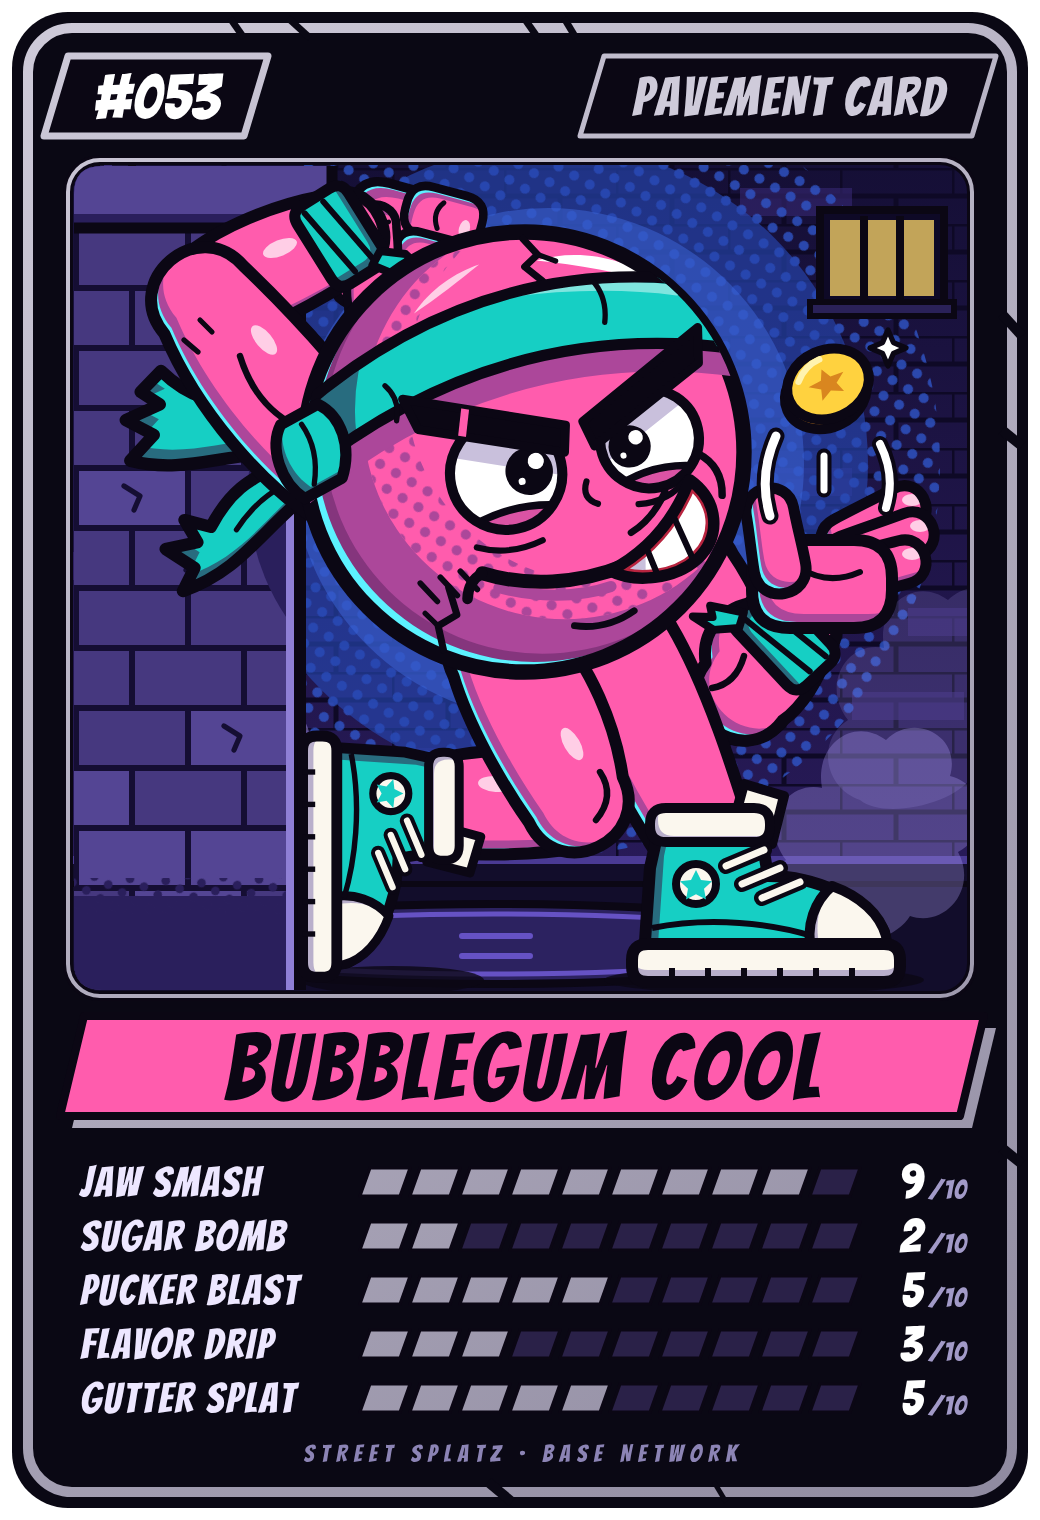 #053
PAVEMENT CARD
BUBBLEGUM COOL
JAW SMASH 9/10
SUGAR BOMB 2/10
PUCKER BLAST 5/10
FLAVOR DRIP 3/10
GUTTER SPLAT 5/10
STREET SPLATZ · BASE NETWORK